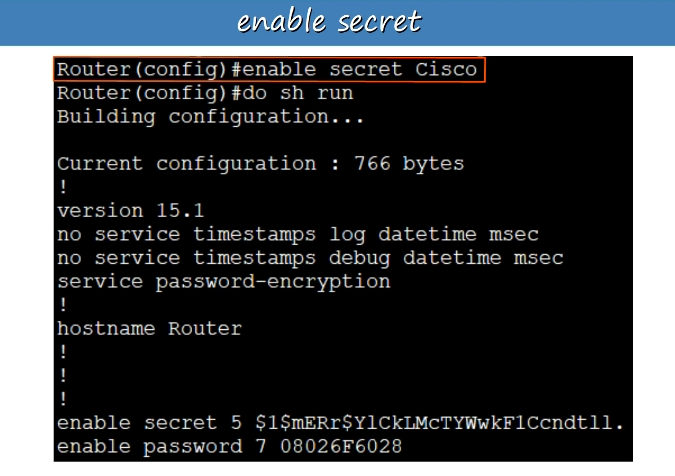 enable secret
Router(config)#enable secret Cisco
Router(config)#do sh run
Building configuration...
Current configuration : 766 bytes
!
version 15.1
no service timestamps log datetime msec
no service timestamps debug datetime msec
service password-encryption
!
hostname Router
!
!
!
enable secret 5 $1$mERr$YlCkLMcTYWwkF1Ccndtll.
enable password 7 08026F6028